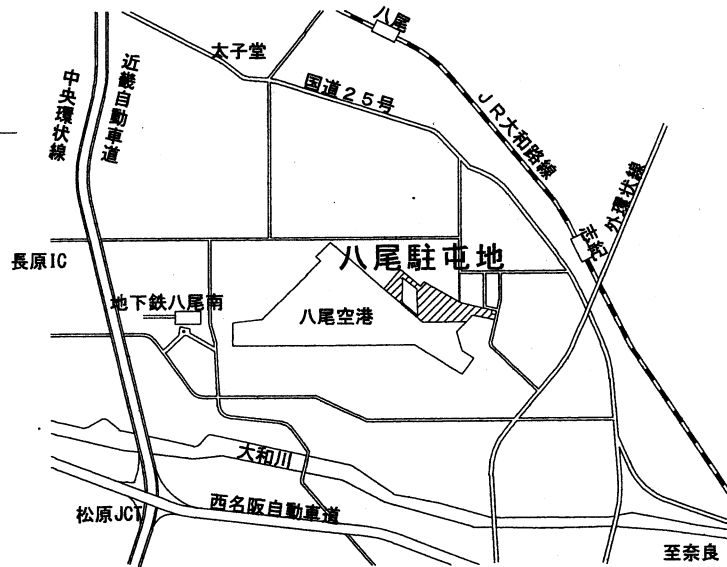 八尾
太子堂
国道25号
近畿自動車道
中央環状線
JR大和路線
外環状線
志紀
八尾駐屯地
長原IC
地下鉄八尾南
八尾空港
大和川
西名阪自動車道
松原JCT
至奈良